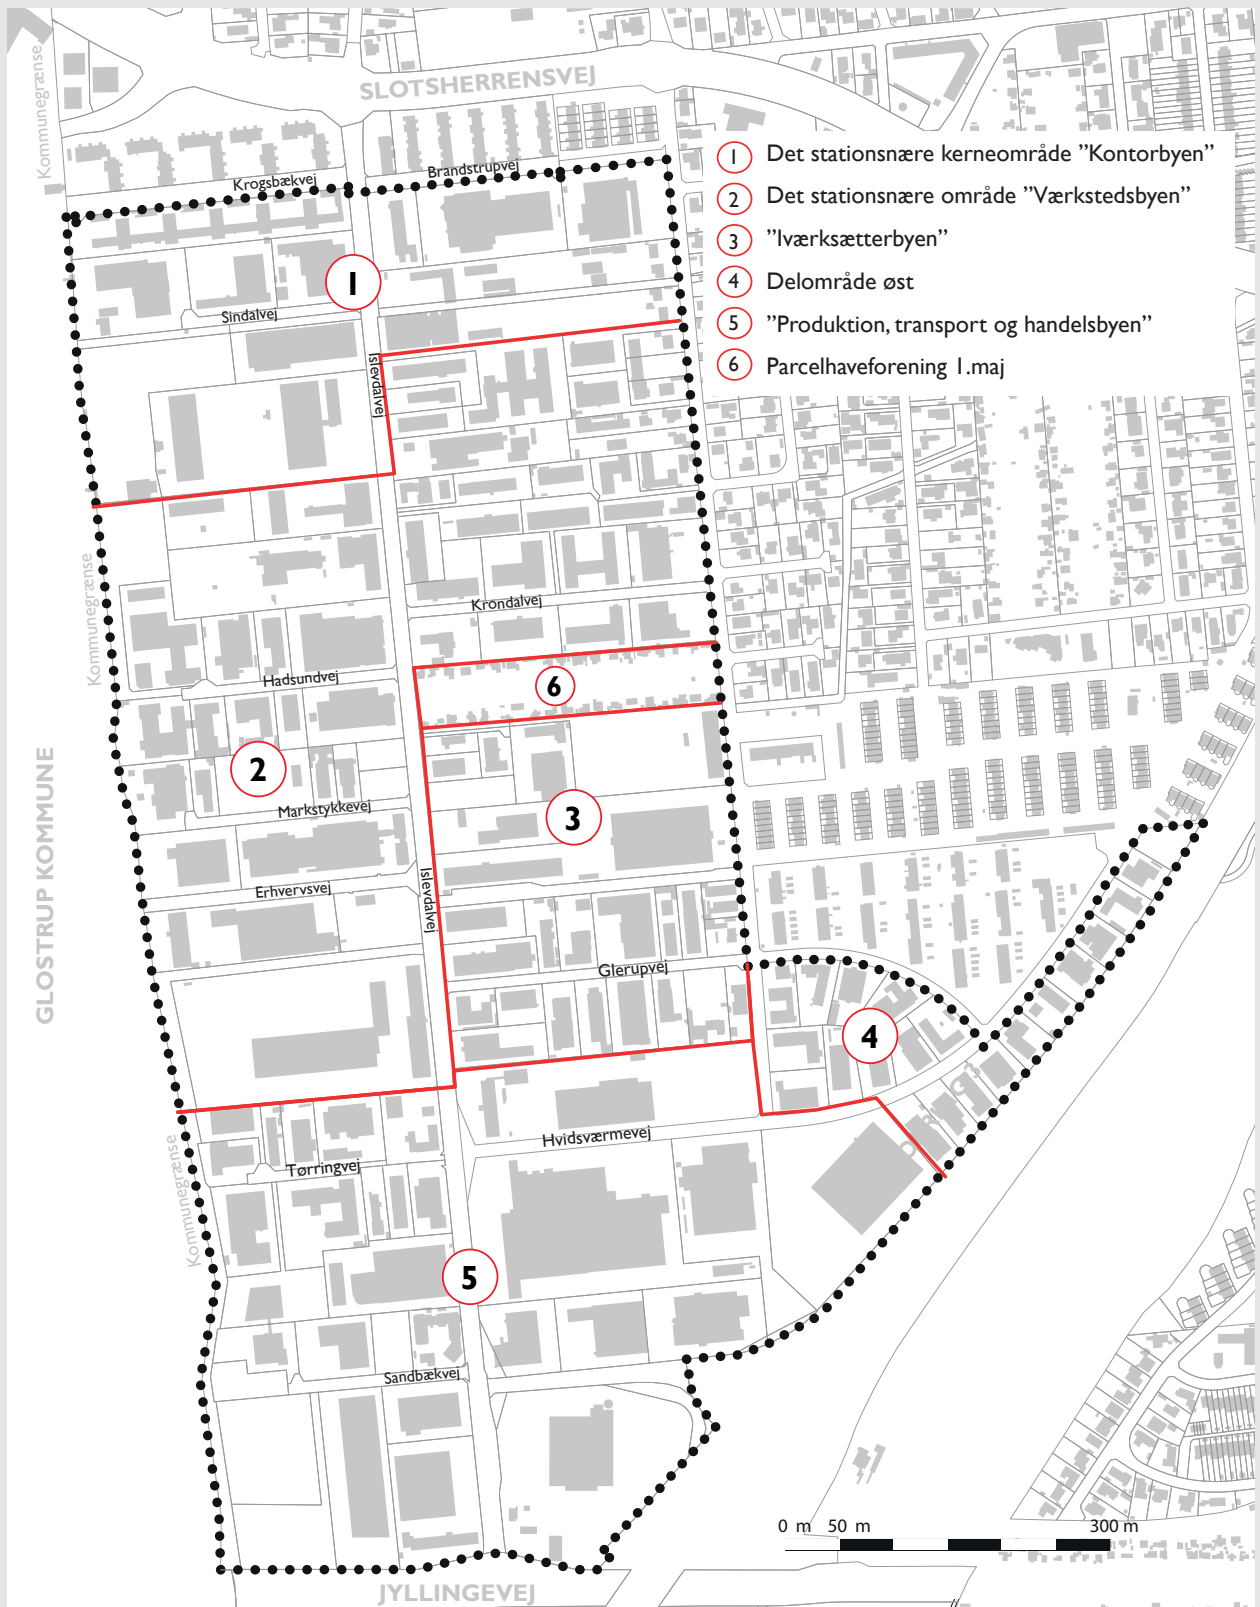 SLOTSHERRENSVEJ
Kommunegrænse
1 Det stationsnære kerneområde ”Kontorbyen”
2 Det stationsnære område ”Værkstedsbyen”
3 ”Iværksætterbyen”
4 Delområde øst
5 ”Produktion, transport og handelsbyen”
6 Parcelhaveforening 1.maj
Krogsbækvej
Brandstrupvej
1
Sindalvej
Islevdalvej
Kommunegrænse
Krondalvej
Hadsundvej
6
2
3
Markstykkevej
GLOSTRUP KOMMUNE
Erhvervsvej
Islevdalvej
Glerupvej
4
Hvidsværmevej
Tørringvej
Kommunegrænse
5
Sandbækvej
0 m 50 m 300 m
JYLLINGEVEJ